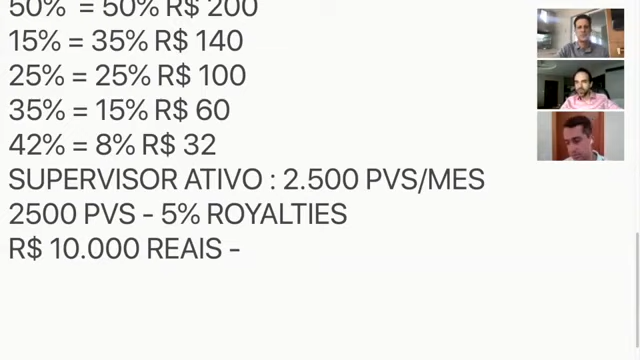 50% = 50% R$ 200
15% = 35% R$ 140
25% = 25% R$ 100
35% = 15% R$ 60
42% = 8% R$ 32
SUPERVISOR ATIVO : 2.500 PVS/MES
2500 PVS - 5% ROYALTIES
R$ 10.000 REAIS -